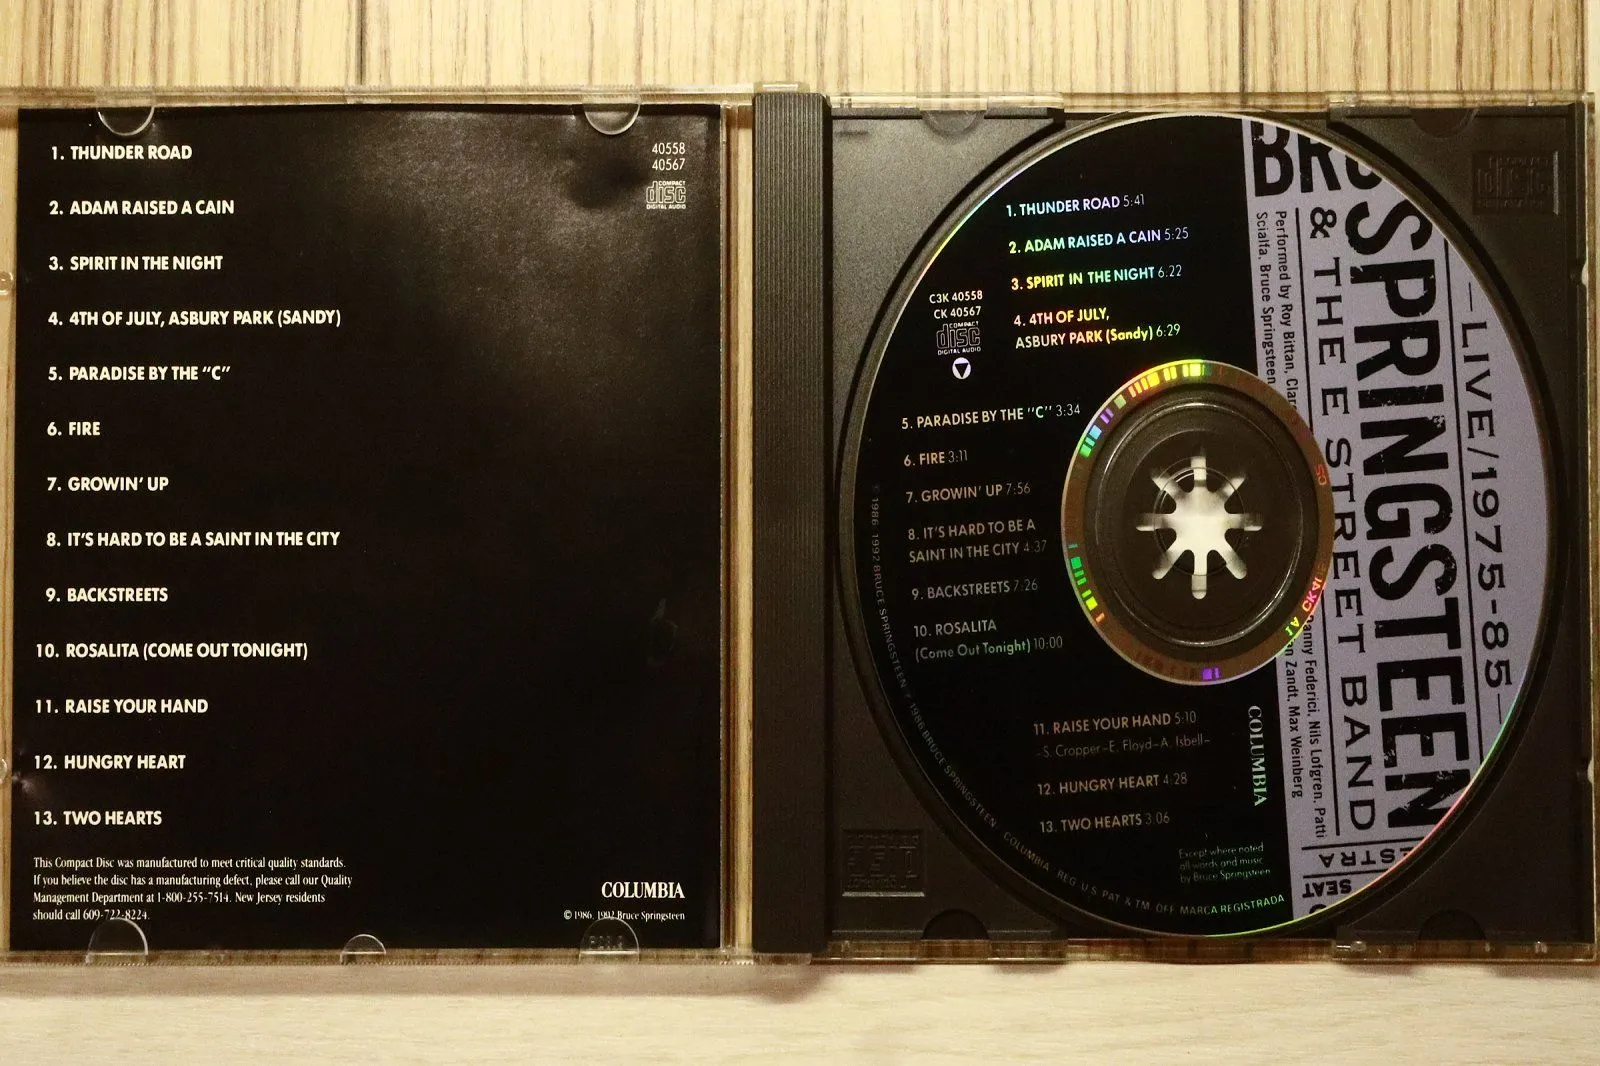 1. THUNDER ROAD
2. ADAM RAISED A CAIN
3. SPIRIT IN THE NIGHT
4. 4TH OF JULY, ASBURY PARK (SANDY)
5. PARADISE BY THE "C"
6. FIRE
7. GROWIN' UP
8. IT'S HARD TO BE A SAINT IN THE CITY
9. BACKSTREETS
10. ROSALITA (COME OUT TONIGHT)
11. RAISE YOUR HAND
12. HUNGRY HEART
13. TWO HEARTS
40558
40567
COMPACT
disc
DIGITAL AUDIO
This Compact Disc was manufactured to meet critical quality standards.
If you believe the disc has a manufacturing defect, please call our Quality
Management Department at 1-800-255-7514. New Jersey residents
should call 609-722-8224.
COLUMBIA
© 1986, 1992 Bruce Springsteen
1. THUNDER ROAD 5:41
2. ADAM RAISED A CAIN 5:25
3. SPIRIT IN THE NIGHT 6:22
4. 4TH OF JULY,
ASBURY PARK (Sandy) 6:29
C3K 40558
CK 40567
COMPACT
disc
DIGITAL AUDIO
5. PARADISE BY THE "C" 3:34
6. FIRE 3:11
7. GROWIN' UP 7:56
8. IT'S HARD TO BE A
SAINT IN THE CITY 4:37
9. BACKSTREETS 7:26
10. ROSALITA
(Come Out Tonight) 10:00
11. RAISE YOUR HAND 5:10
-S. Cropper-E. Floyd-A. Isbell-
12. HUNGRY HEART 4:28
13. TWO HEARTS 3:06
Except where noted
all words and music
by Bruce Springsteen
1986, 1992 BRUCE SPRINGSTEEN 1986 BRUCE SPRINGSTEEN COLUMBIA REG. U.S. PAT. & TM. OFF. MARCA REGISTRADA
COLUMBIA
BRU
SPRINGSTEEN
& THE E STREET BAND
—LIVE/1975-85—
Performed by Roy Bittan, Federici, Nils Lofgren, Patti
Scialfa, Bruce Springsteen Zandt, Max Weinberg
ESTRA
SEAT